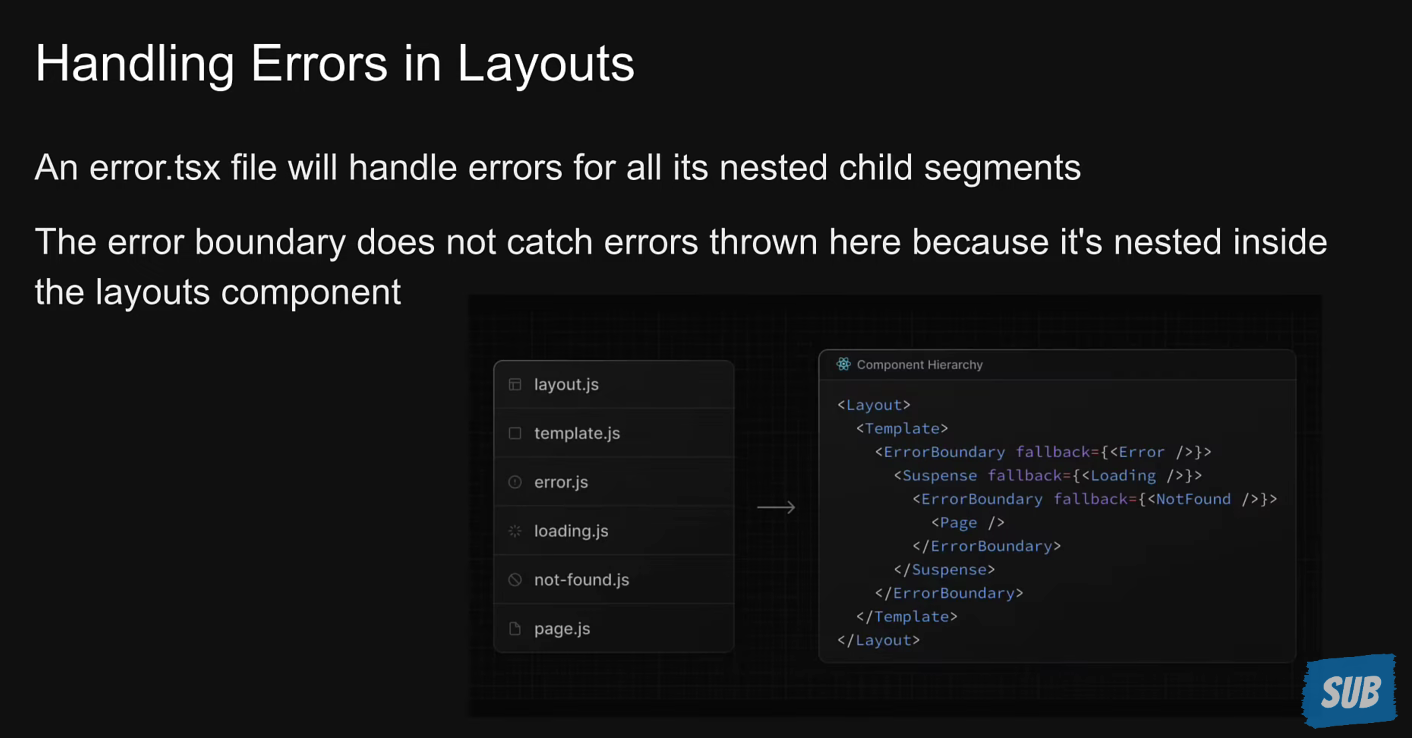 Handling Errors in Layouts
An error.tsx file will handle errors for all its nested child segments
The error boundary does not catch errors thrown here because it's nested inside
the layouts component
layout.js
template.js
error.js
loading.js
not-found.js
page.js
Component Hierarchy
<Layout>
<Template>
<ErrorBoundary fallback={<Error />}>
<Suspense fallback={<Loading />}>
<ErrorBoundary fallback={<NotFound />}>
<Page />
</ErrorBoundary>
</Suspense>
</ErrorBoundary>
</Template>
</Layout>
SUB